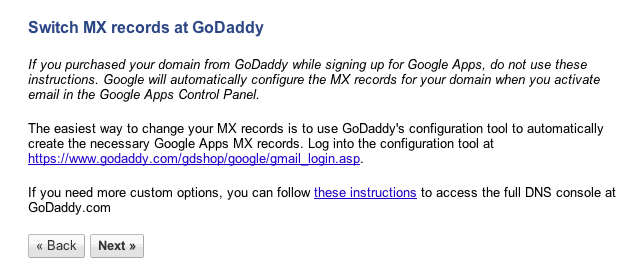 Switch MX records at GoDaddy
If you purchased your domain from GoDaddy while signing up for Google Apps, do not use these
instructions. Google will automatically configure the MX records for your domain when you activate
email in the Google Apps Control Panel.
The easiest way to change your MX records is to use GoDaddy's configuration tool to automatically
create the necessary Google Apps MX records. Log into the configuration tool at
https://www.godaddy.com/gdshop/google/gmail_login.asp.
If you need more custom options, you can follow these instructions to access the full DNS console at
GoDaddy.com
« Back Next »